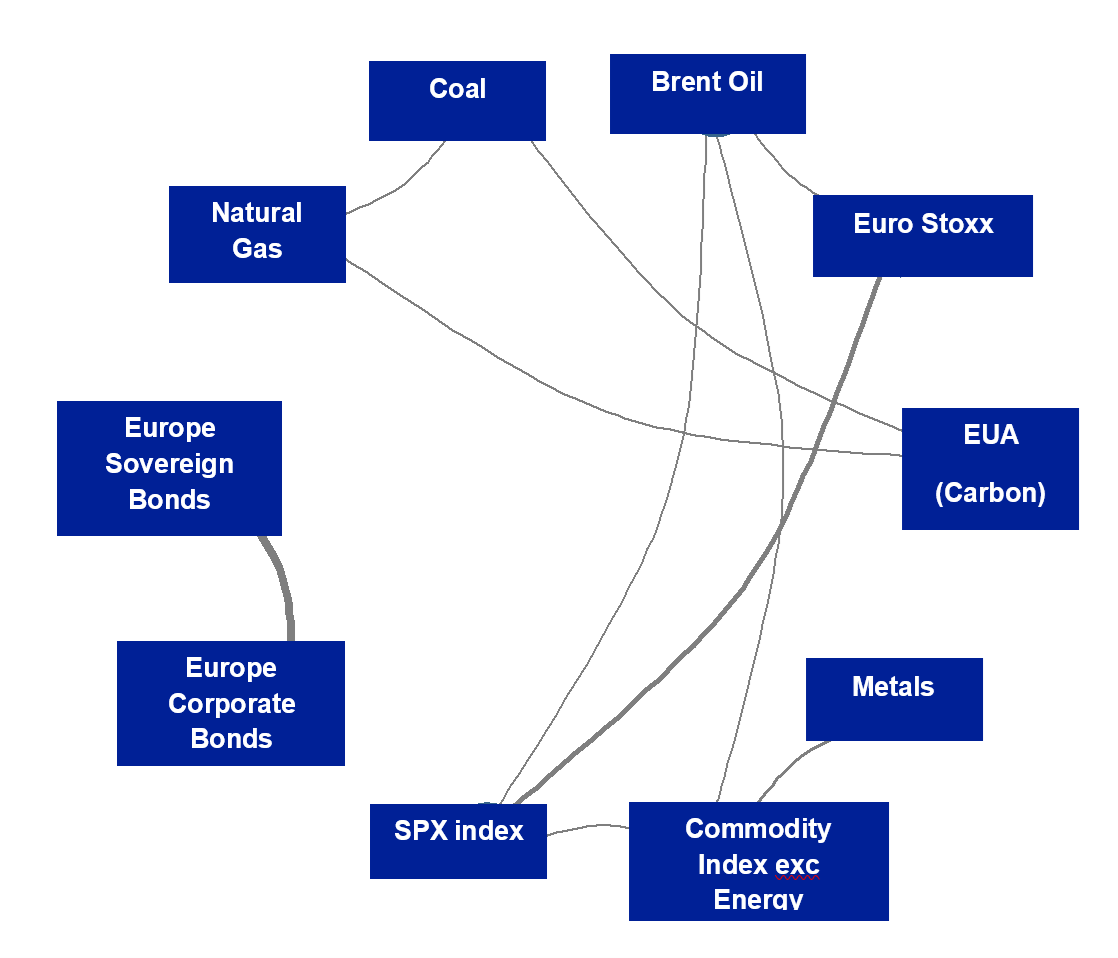 Coal
Brent Oil
Natural
Gas
Euro Stoxx
Europe
Sovereign
Bonds
EUA
(Carbon)
Europe
Corporate
Bonds
Metals
SPX index
Commodity
Index exc
Energy